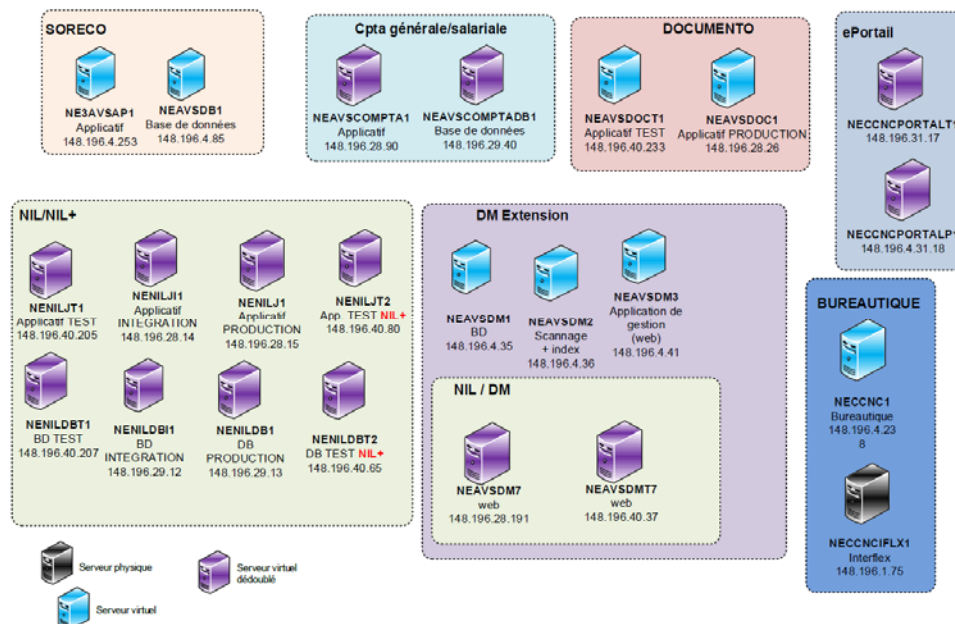 SORECO
NE3AVSAP1
Applicatif
148.196.4.253
NEAVSDB1
Base de données
148.196.4.85
Cpta générale/salariale
NEAVSCOMPTA1
Applicatif
148.196.28.90
NEAVSCOMPTADB1
Base de données
148.196.29.40
DOCUMENTO
NEAVSDOCT1
Applicatif TEST
148.196.40.233
NEAVSDOC1
Applicatif PRODUCTION
148.196.28.26
ePortail
NECCNCPORTALT1
148.196.31.17
NECCNCPORTALP1
148.196.4.31.18
NIL/NIL+
NENILJT1
Applicatif TEST
148.196.40.205
NENILJI1
Applicatif
INTEGRATION
148.196.28.14
NENILJ1
Applicatif
PRODUCTION
148.196.28.15
NENILJT2
App. TEST NIL+
148.196.40.80
NENILDBT1
BD TEST
148.196.40.207
NENILDBI1
BD
INTEGRATION
148.196.29.12
NENILDB1
DB
PRODUCTION
148.196.29.13
NENILDBT2
DB TEST NIL+
148.196.40.65
DM Extension
NEAVSDM1
BD
148.196.4.35
NEAVSDM2
Scannage
+ index
148.196.4.36
NEAVSDM3
Application de
gestion
(web)
148.196.4.41
NIL / DM
NEAVSDM7
web
148.196.28.191
NEAVSDMT7
web
148.196.40.37
BUREAUTIQUE
NECCNC1
Bureautique
148.196.4.23
8
NECCNCIFLX1
Interflex
148.196.1.75
Serveur physique
Serveur virtuel
Serveur virtuel
dédoublé